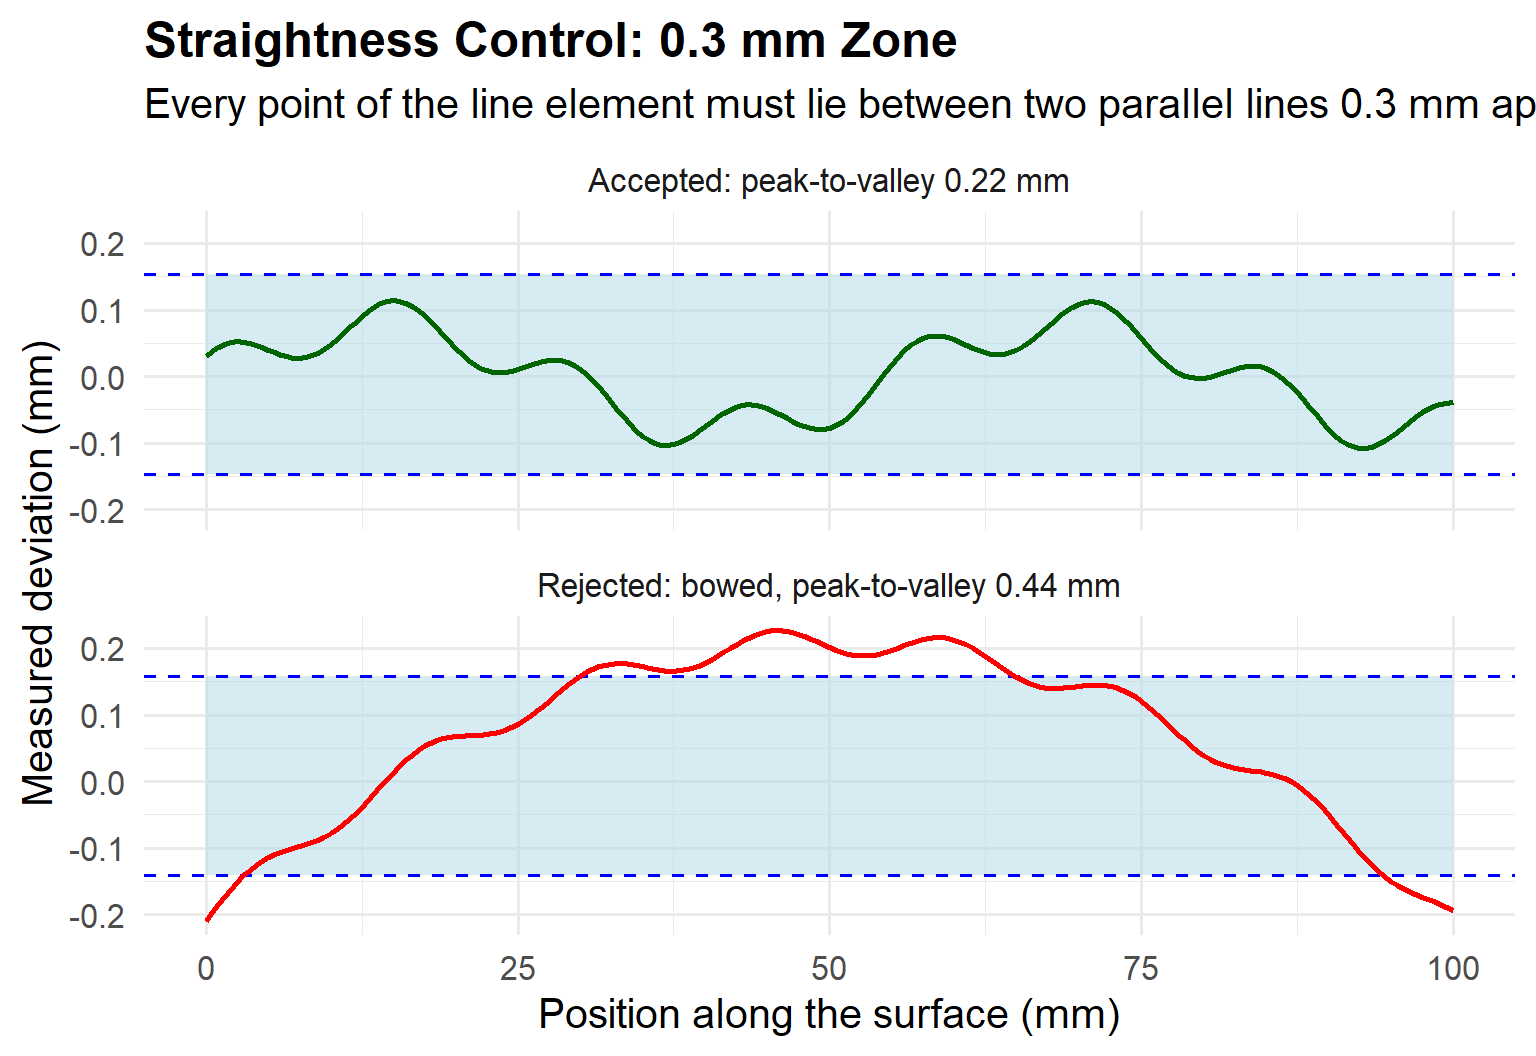 Straightness Control: 0.3 mm Zone
Every point of the line element must lie between two parallel lines 0.3 mm ap
Accepted: peak-to-valley 0.22 mm
0.2
0.1
0.0
-0.1
-0.2
Rejected: bowed, peak-to-valley 0.44 mm
0.2
0.1
0.0
-0.1
-0.2
Measured deviation (mm)
0 25 50 75 100
Position along the surface (mm)